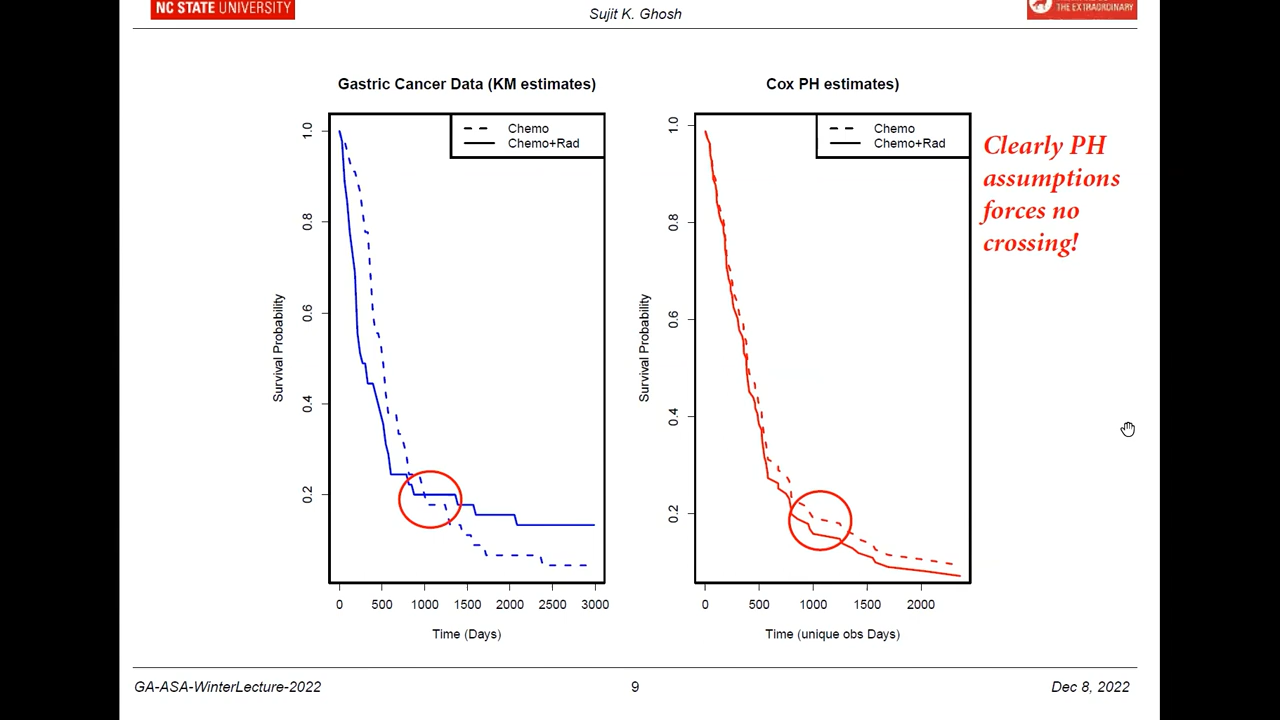 NC STATE UNIVERSITY
Sujit K. Ghosh
THE EXTRAORDINARY
Gastric Cancer Data (KM estimates)
Chemo
Chemo+Rad
Survival Probability
1.0
0.8
0.6
0.4
0.2
0 500 1000 1500 2000 2500 3000
Time (Days)
Cox PH estimates)
Chemo
Chemo+Rad
Survival Probability
1.0
0.8
0.6
0.4
0.2
0 500 1000 1500 2000
Time (unique obs Days)
Clearly PH
assumptions
forces no
crossing!
GA-ASA-WinterLecture-2022
9
Dec 8, 2022